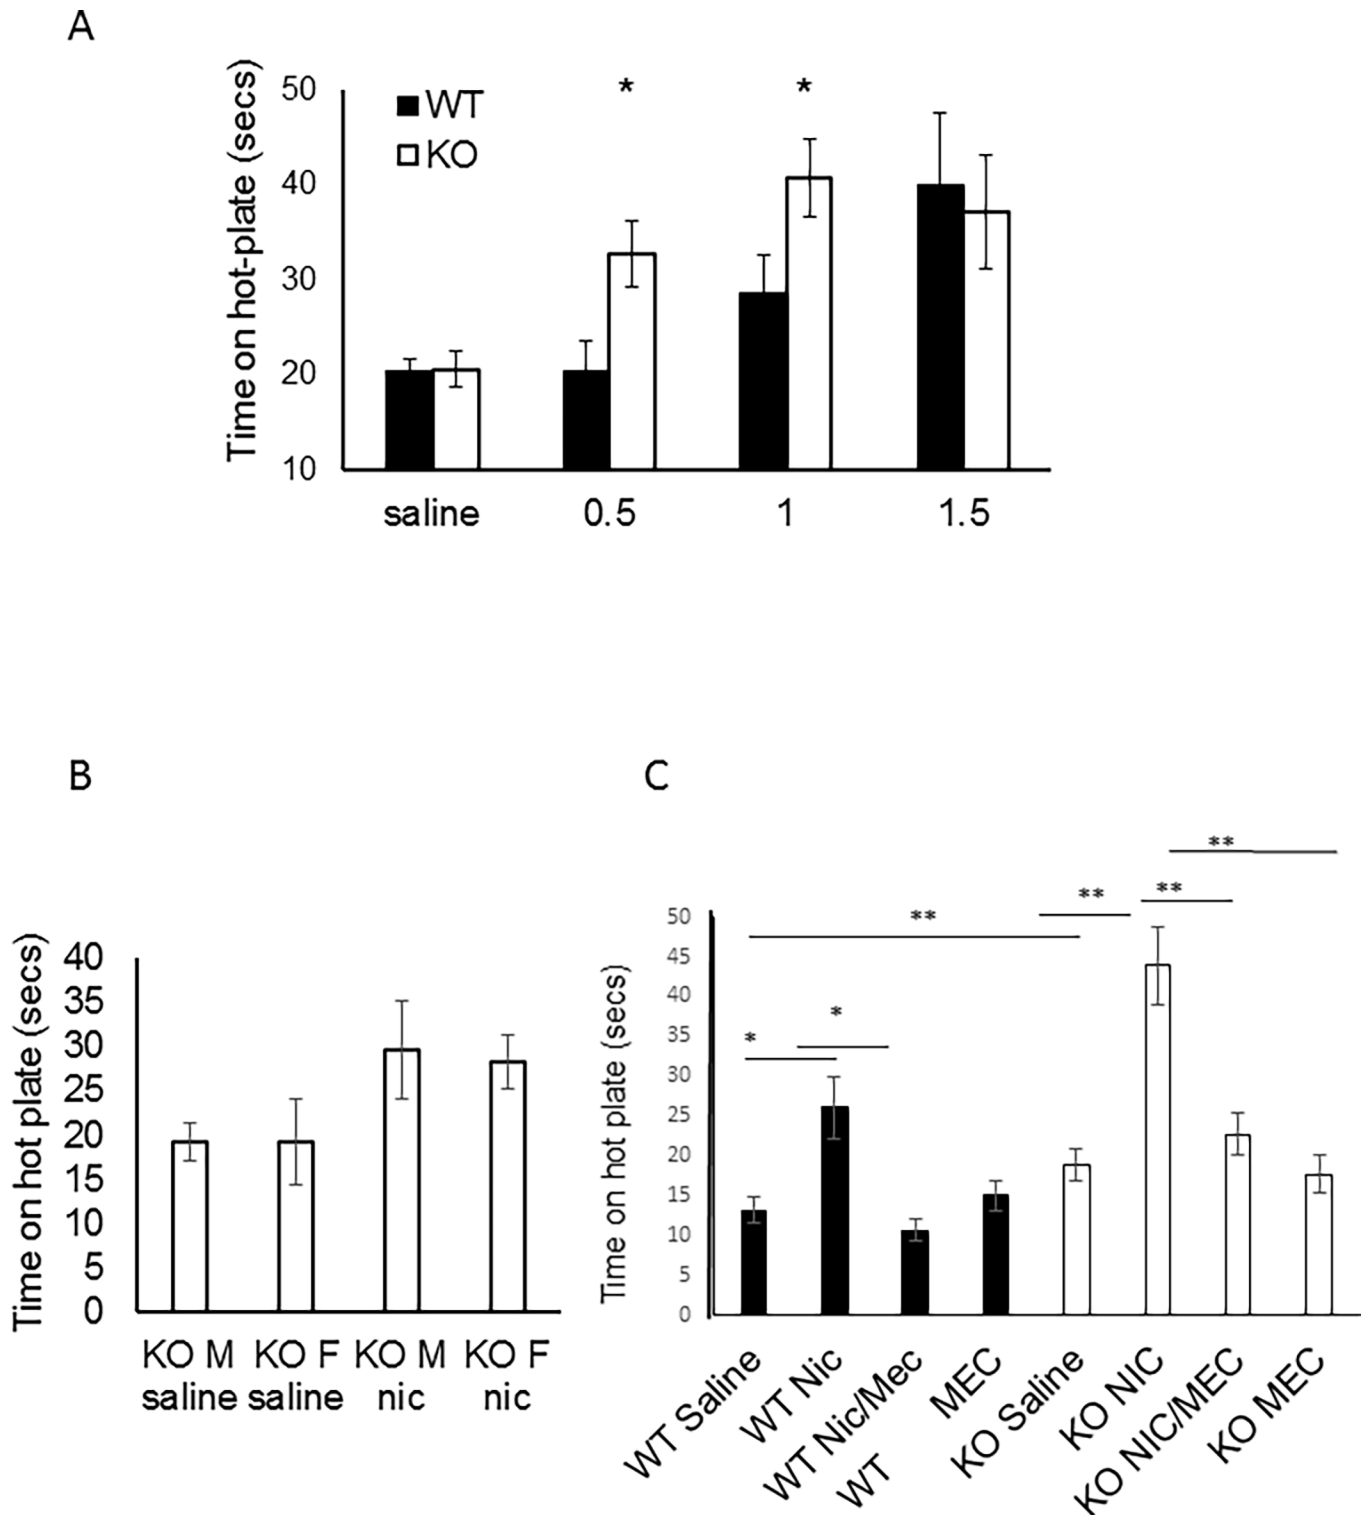 A
Time on hot-plate (secs)
50
40
30
20
10
WT
KO
*
*
saline
0.5
1
1.5
B
Time on hot plate (secs)
40
35
30
25
20
15
10
5
0
KO M saline
KO F saline
KO M nic
KO F nic
C
Time on hot plate (secs)
50
45
40
35
30
25
20
15
10
5
0
*
*
**
**
**
**
WT Saline
WT Nic
WT Nic/Mec
WT MEC
KO Saline
KO NIC
KO NIC/MEC
KO MEC